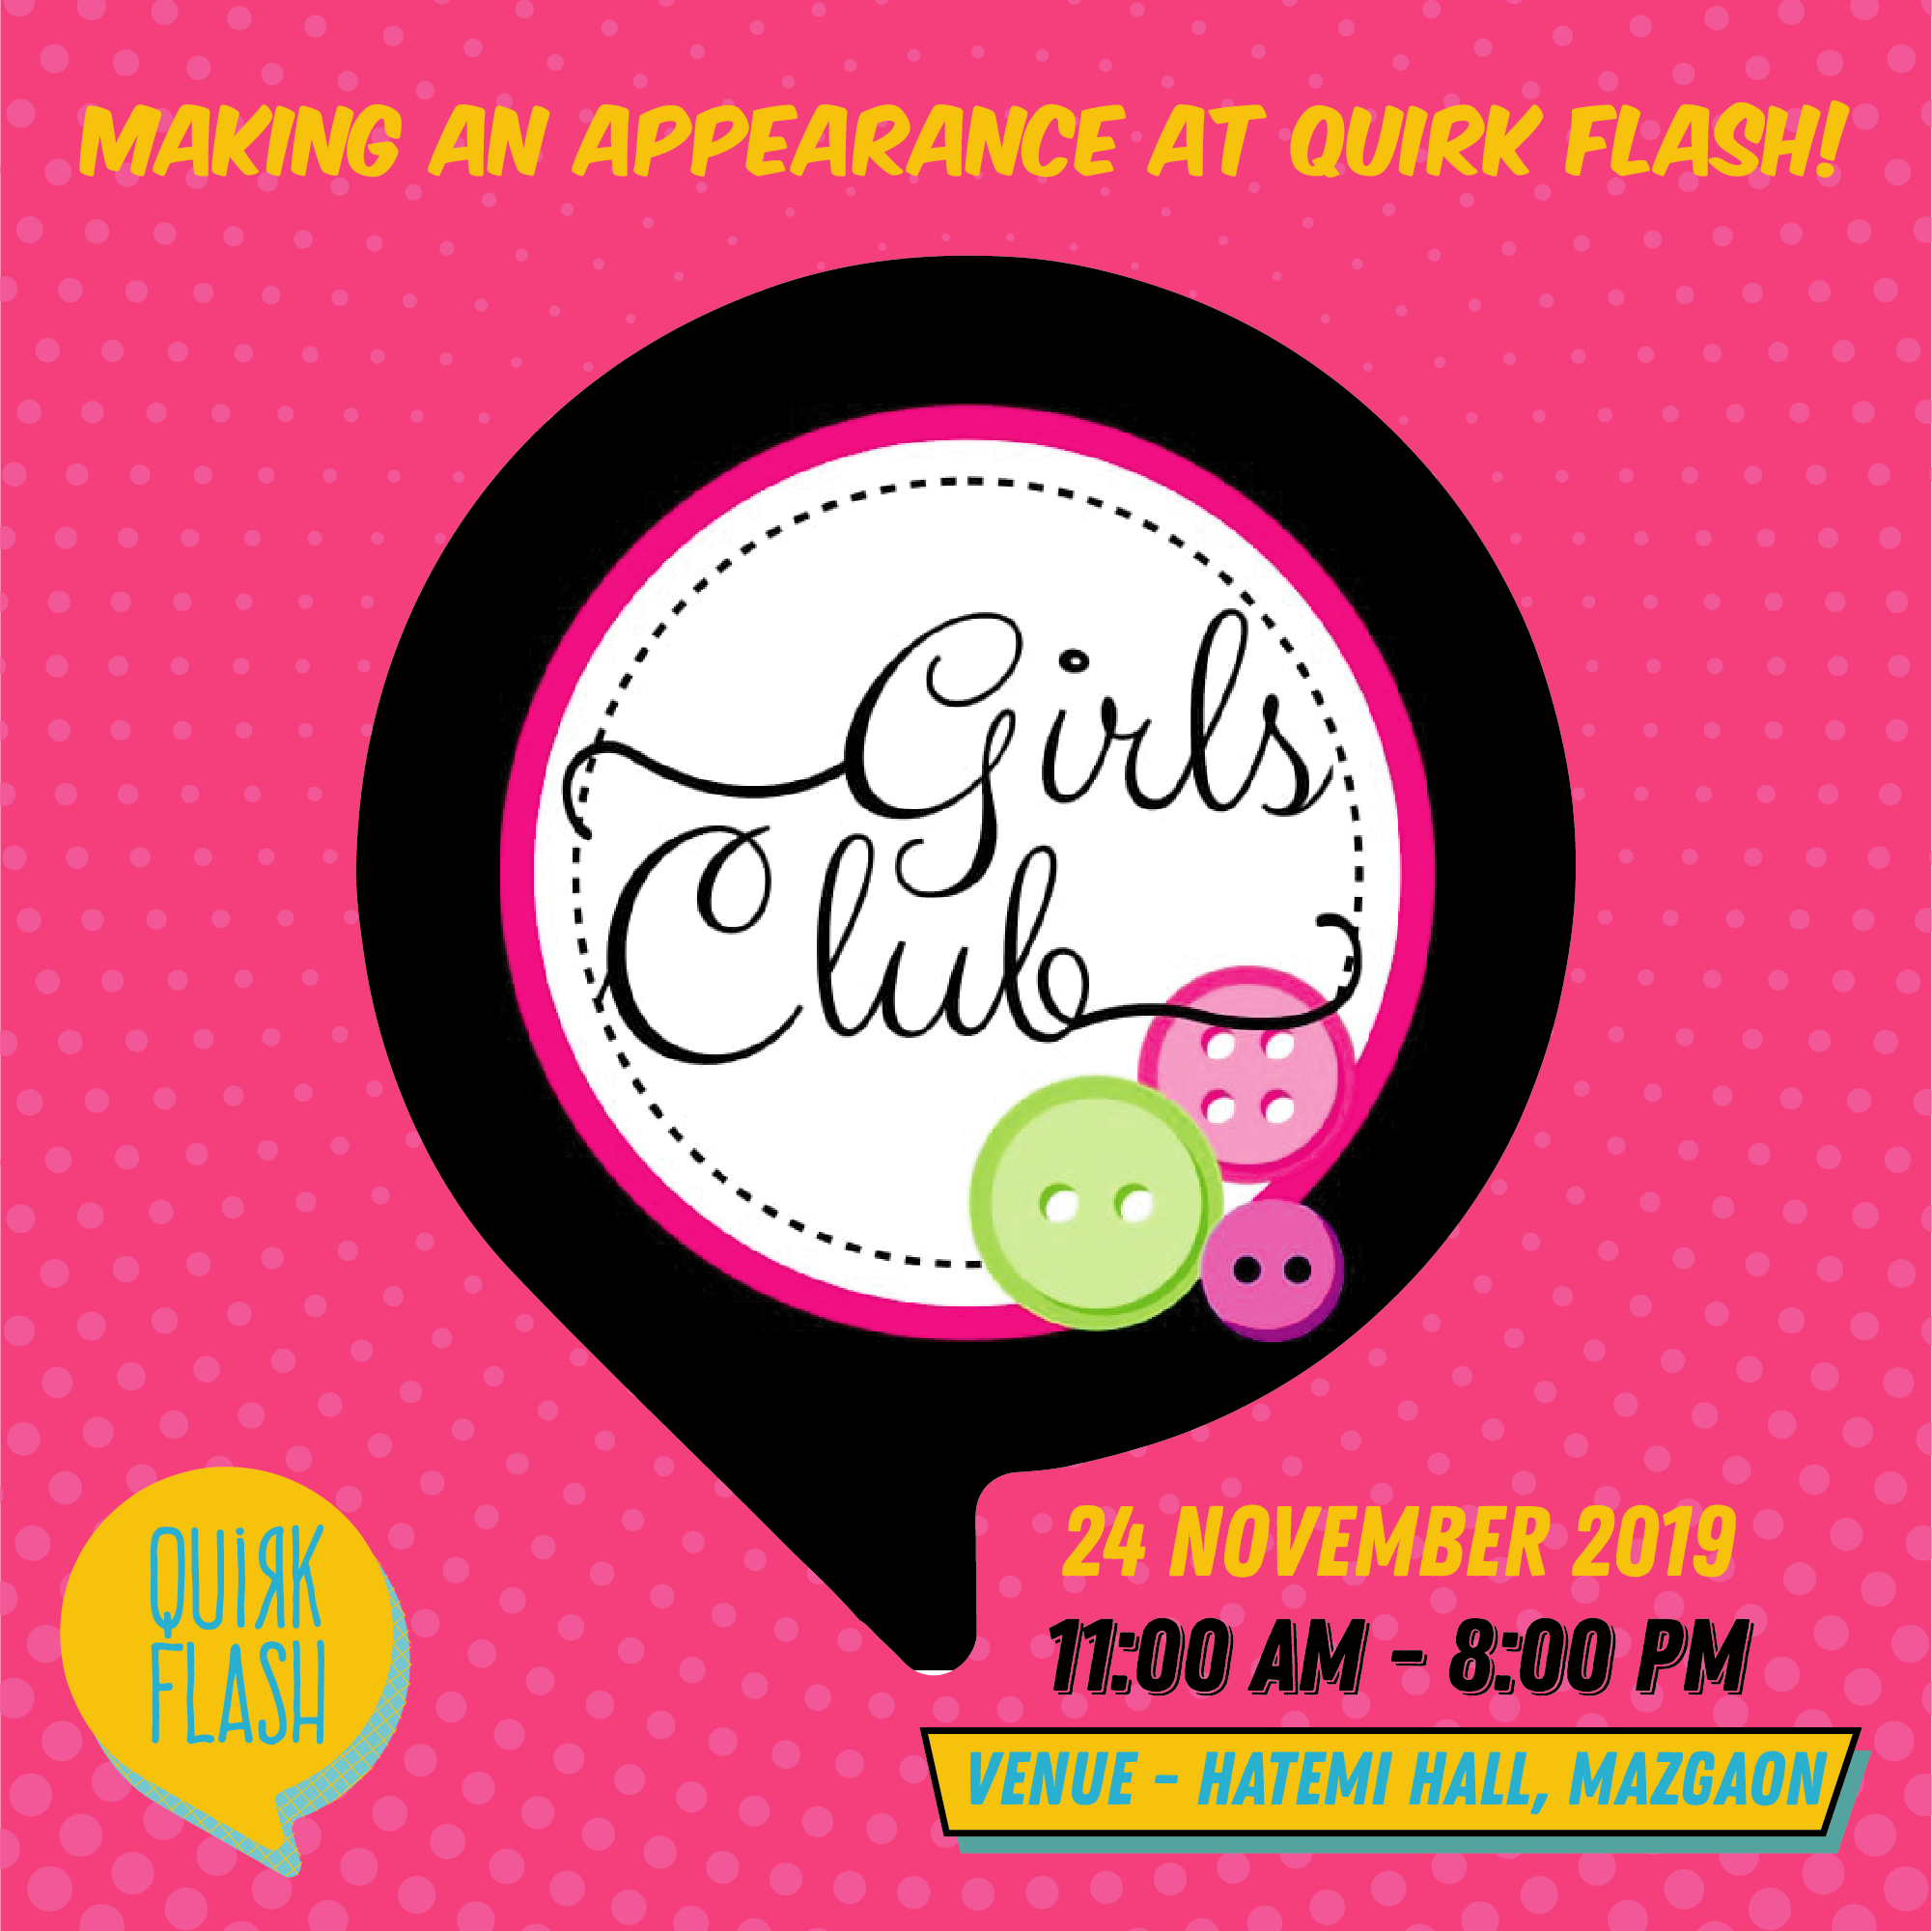 MAKING AN APPEARANCE AT QUIRK FLASH!
Girls
Club
QUiRK
FLASH
24 NOVEMBER 2019
11:00 AM - 8:00 PM
VENUE - HATEMI HALL, MAZGAON